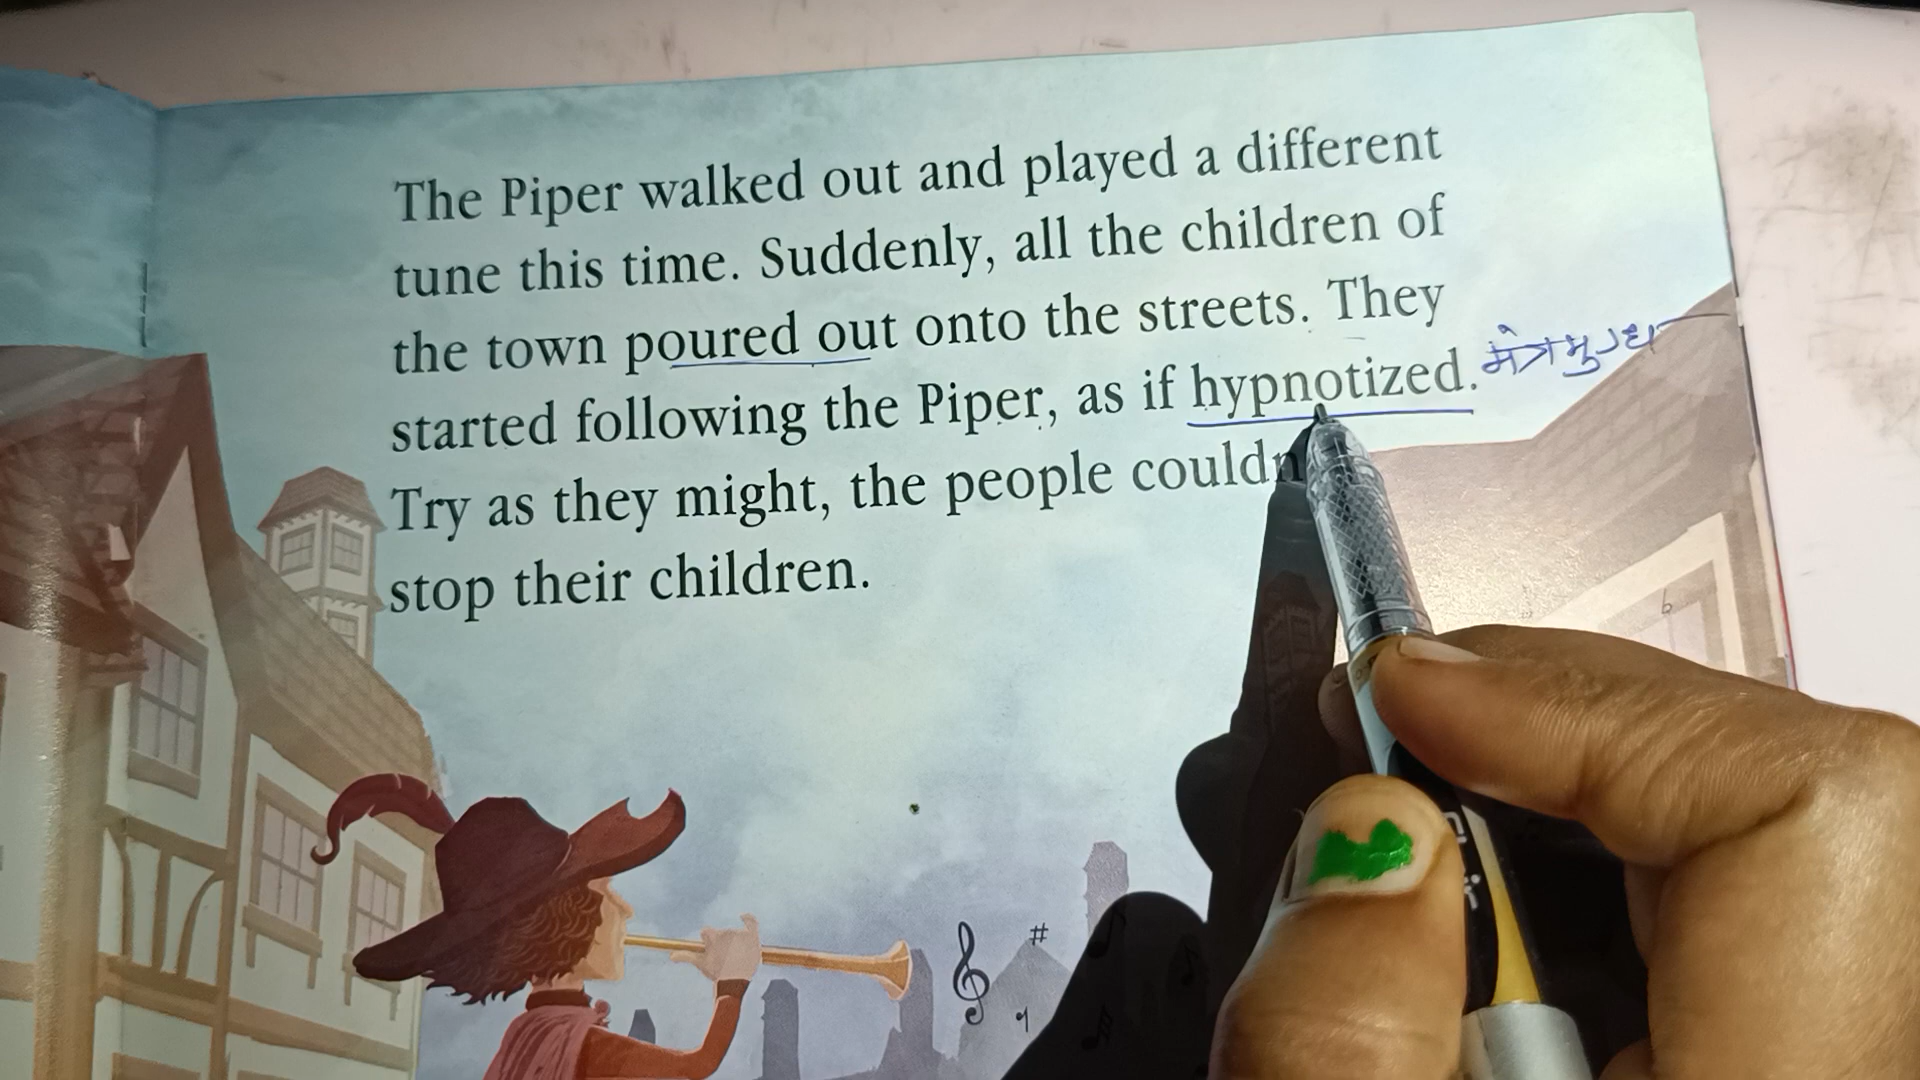 The Piper walked out and played a different
tune this time. Suddenly, all the children of
the town poured out onto the streets. They
started following the Piper, as if hypnotized. मंत्रमुग्ध
Try as they might, the people couldn
stop their children.